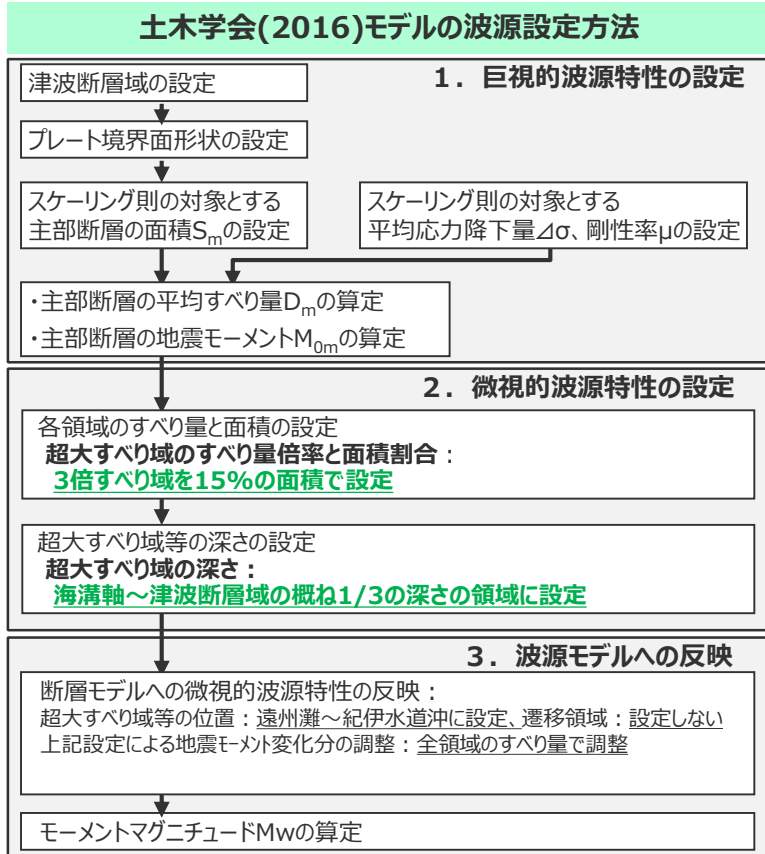 土木学会(2016)モデルの波源設定方法
1．巨視的波源特性の設定
津波断層域の設定
プレート境界面形状の設定
スケーリング則の対象とする
主部断層の面積Smの設定
スケーリング則の対象とする
平均応力降下量⊿σ、剛性率μの設定
・主部断層の平均すべり量Dmの算定
・主部断層の地震モーメントM0mの算定
2．微視的波源特性の設定
各領域のすべり量と面積の設定
超大すべり域のすべり量倍率と面積割合：
3倍すべり域を15%の面積で設定
超大すべり域等の深さの設定
超大すべり域の深さ：
海溝軸～津波断層域の概ね1/3の深さの領域に設定
3．波源モデルへの反映
断層モデルへの微視的波源特性の反映：
超大すべり域等の位置：遠州灘～紀伊水道沖に設定、遷移領域：設定しない
上記設定による地震ﾓｰﾒﾝﾄ変化分の調整：全領域のすべり量で調整
モーメントマグニチュードMwの算定